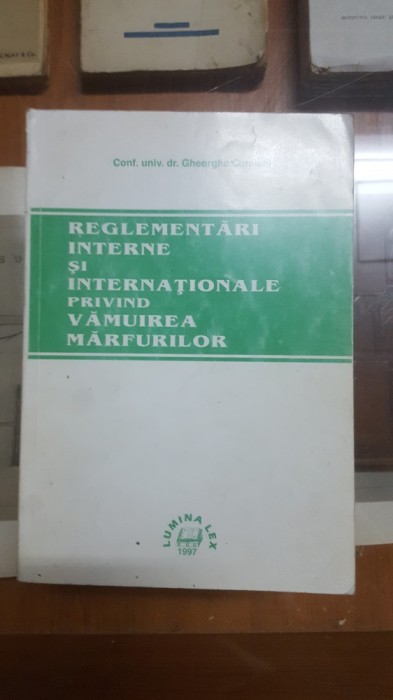 Conf. univ. dr. Gheorghe
REGLEMENTĂRI
INTERNE
ŞI
INTERNAŢIONALE
PRIVIND
VĂMUIREA
MĂRFURILOR
LUMINA LEX
1997